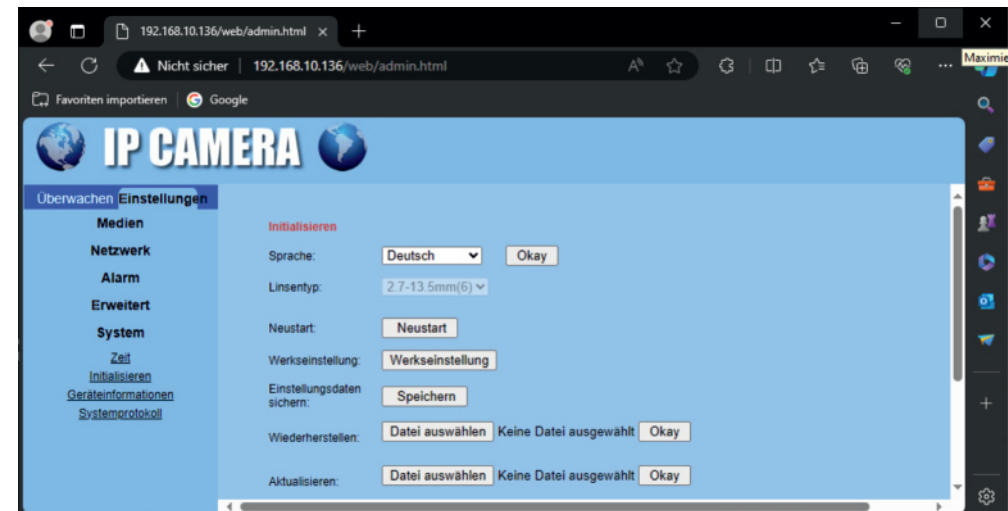 192.168.10.136/web/admin.html
Nicht sicher | 192.168.10.136/web/admin.html
Maximie
Favoriten importieren | Google
IP CAMERA
Überwachen Einstellungen
Medien
Netzwerk
Alarm
Erweitert
System
Zeit
Initialisieren
Geräteinformationen
Systemprotokoll
Initialisieren
Sprache: Deutsch Okay
Linsentyp: 2.7-13.5mm(6)
Neustart: Neustart
Werkseinstellung: Werkseinstellung
Einstellungsdaten
sichern: Speichern
Wiederherstellen: Datei auswählen Keine Datei ausgewählt Okay
Aktualisieren: Datei auswählen Keine Datei ausgewählt Okay